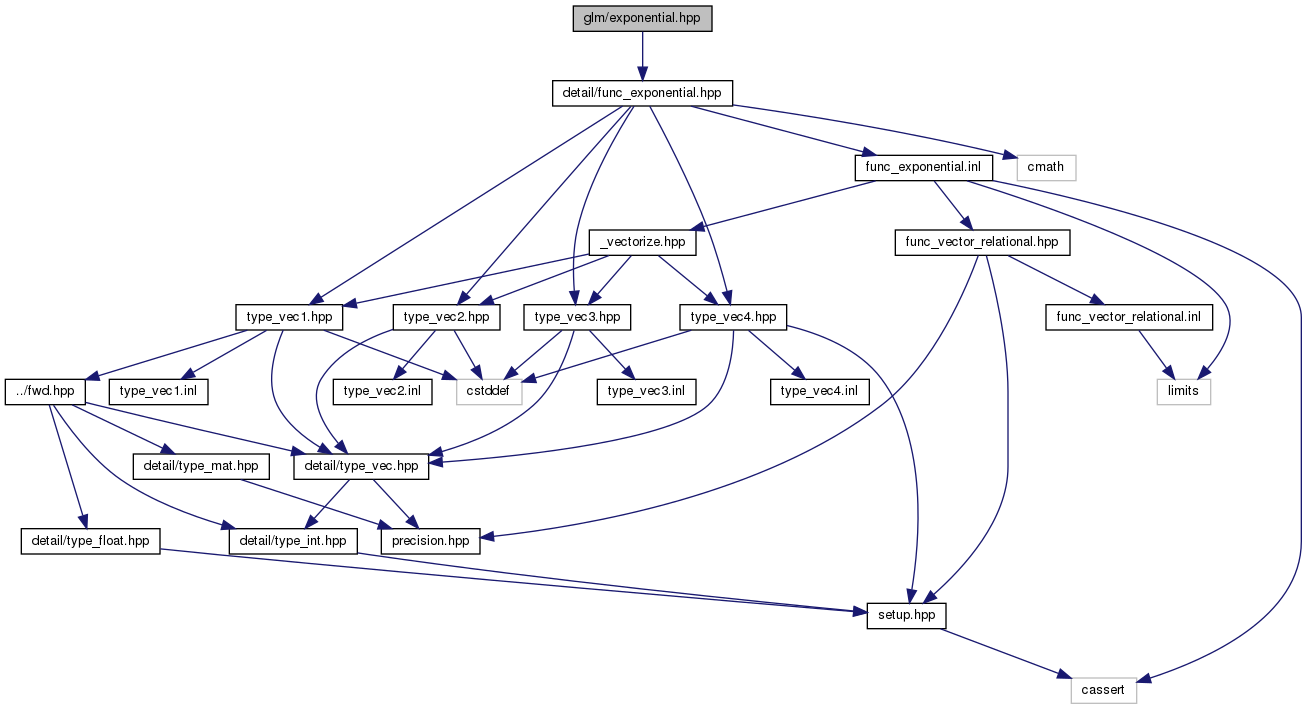 glm/exponential.hpp
detail/func_exponential.hpp
func_exponential.inl
cmath
_vectorize.hpp
func_vector_relational.hpp
type_vec1.hpp
type_vec2.hpp
type_vec3.hpp
type_vec4.hpp
func_vector_relational.inl
../fwd.hpp
type_vec1.inl
type_vec2.inl
cstddef
type_vec3.inl
type_vec4.inl
limits
detail/type_mat.hpp
detail/type_vec.hpp
detail/type_float.hpp
detail/type_int.hpp
precision.hpp
setup.hpp
cassert